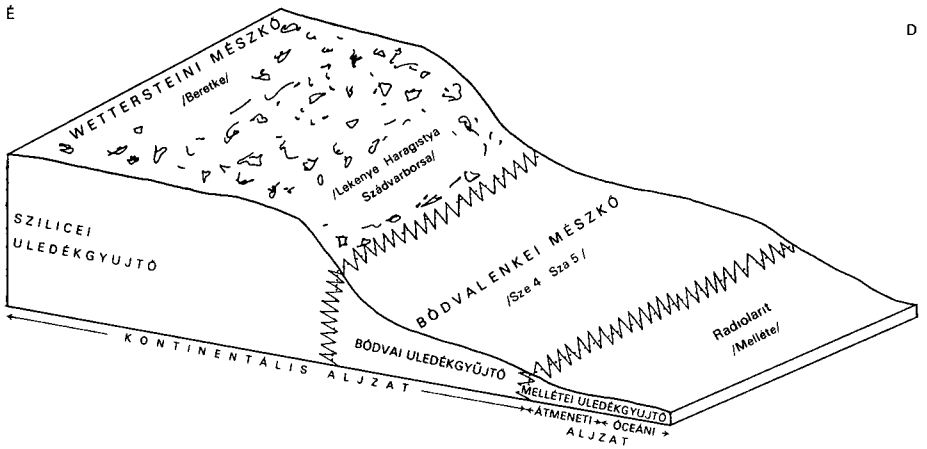 É
D
WETTERSTEINI MÉSZKŐ
/Beretke/
/Lekenye Haragistya
Szádvarborsa/
SZILICEI
ULEDÉKGYUJTŐ
BÓDVALENKEI MÉSZKŐ
/Sze 4 Sza 5/
Radiolarit
/Melléte/
BÓDVAI ULEDÉKGYŰJTŐ
MELLÉTEI ULEDÉKGYUJTŐ
KONTINENTÁLIS ALJZAT
ÁTMENETI ÓCEÁNI
ALJZAT